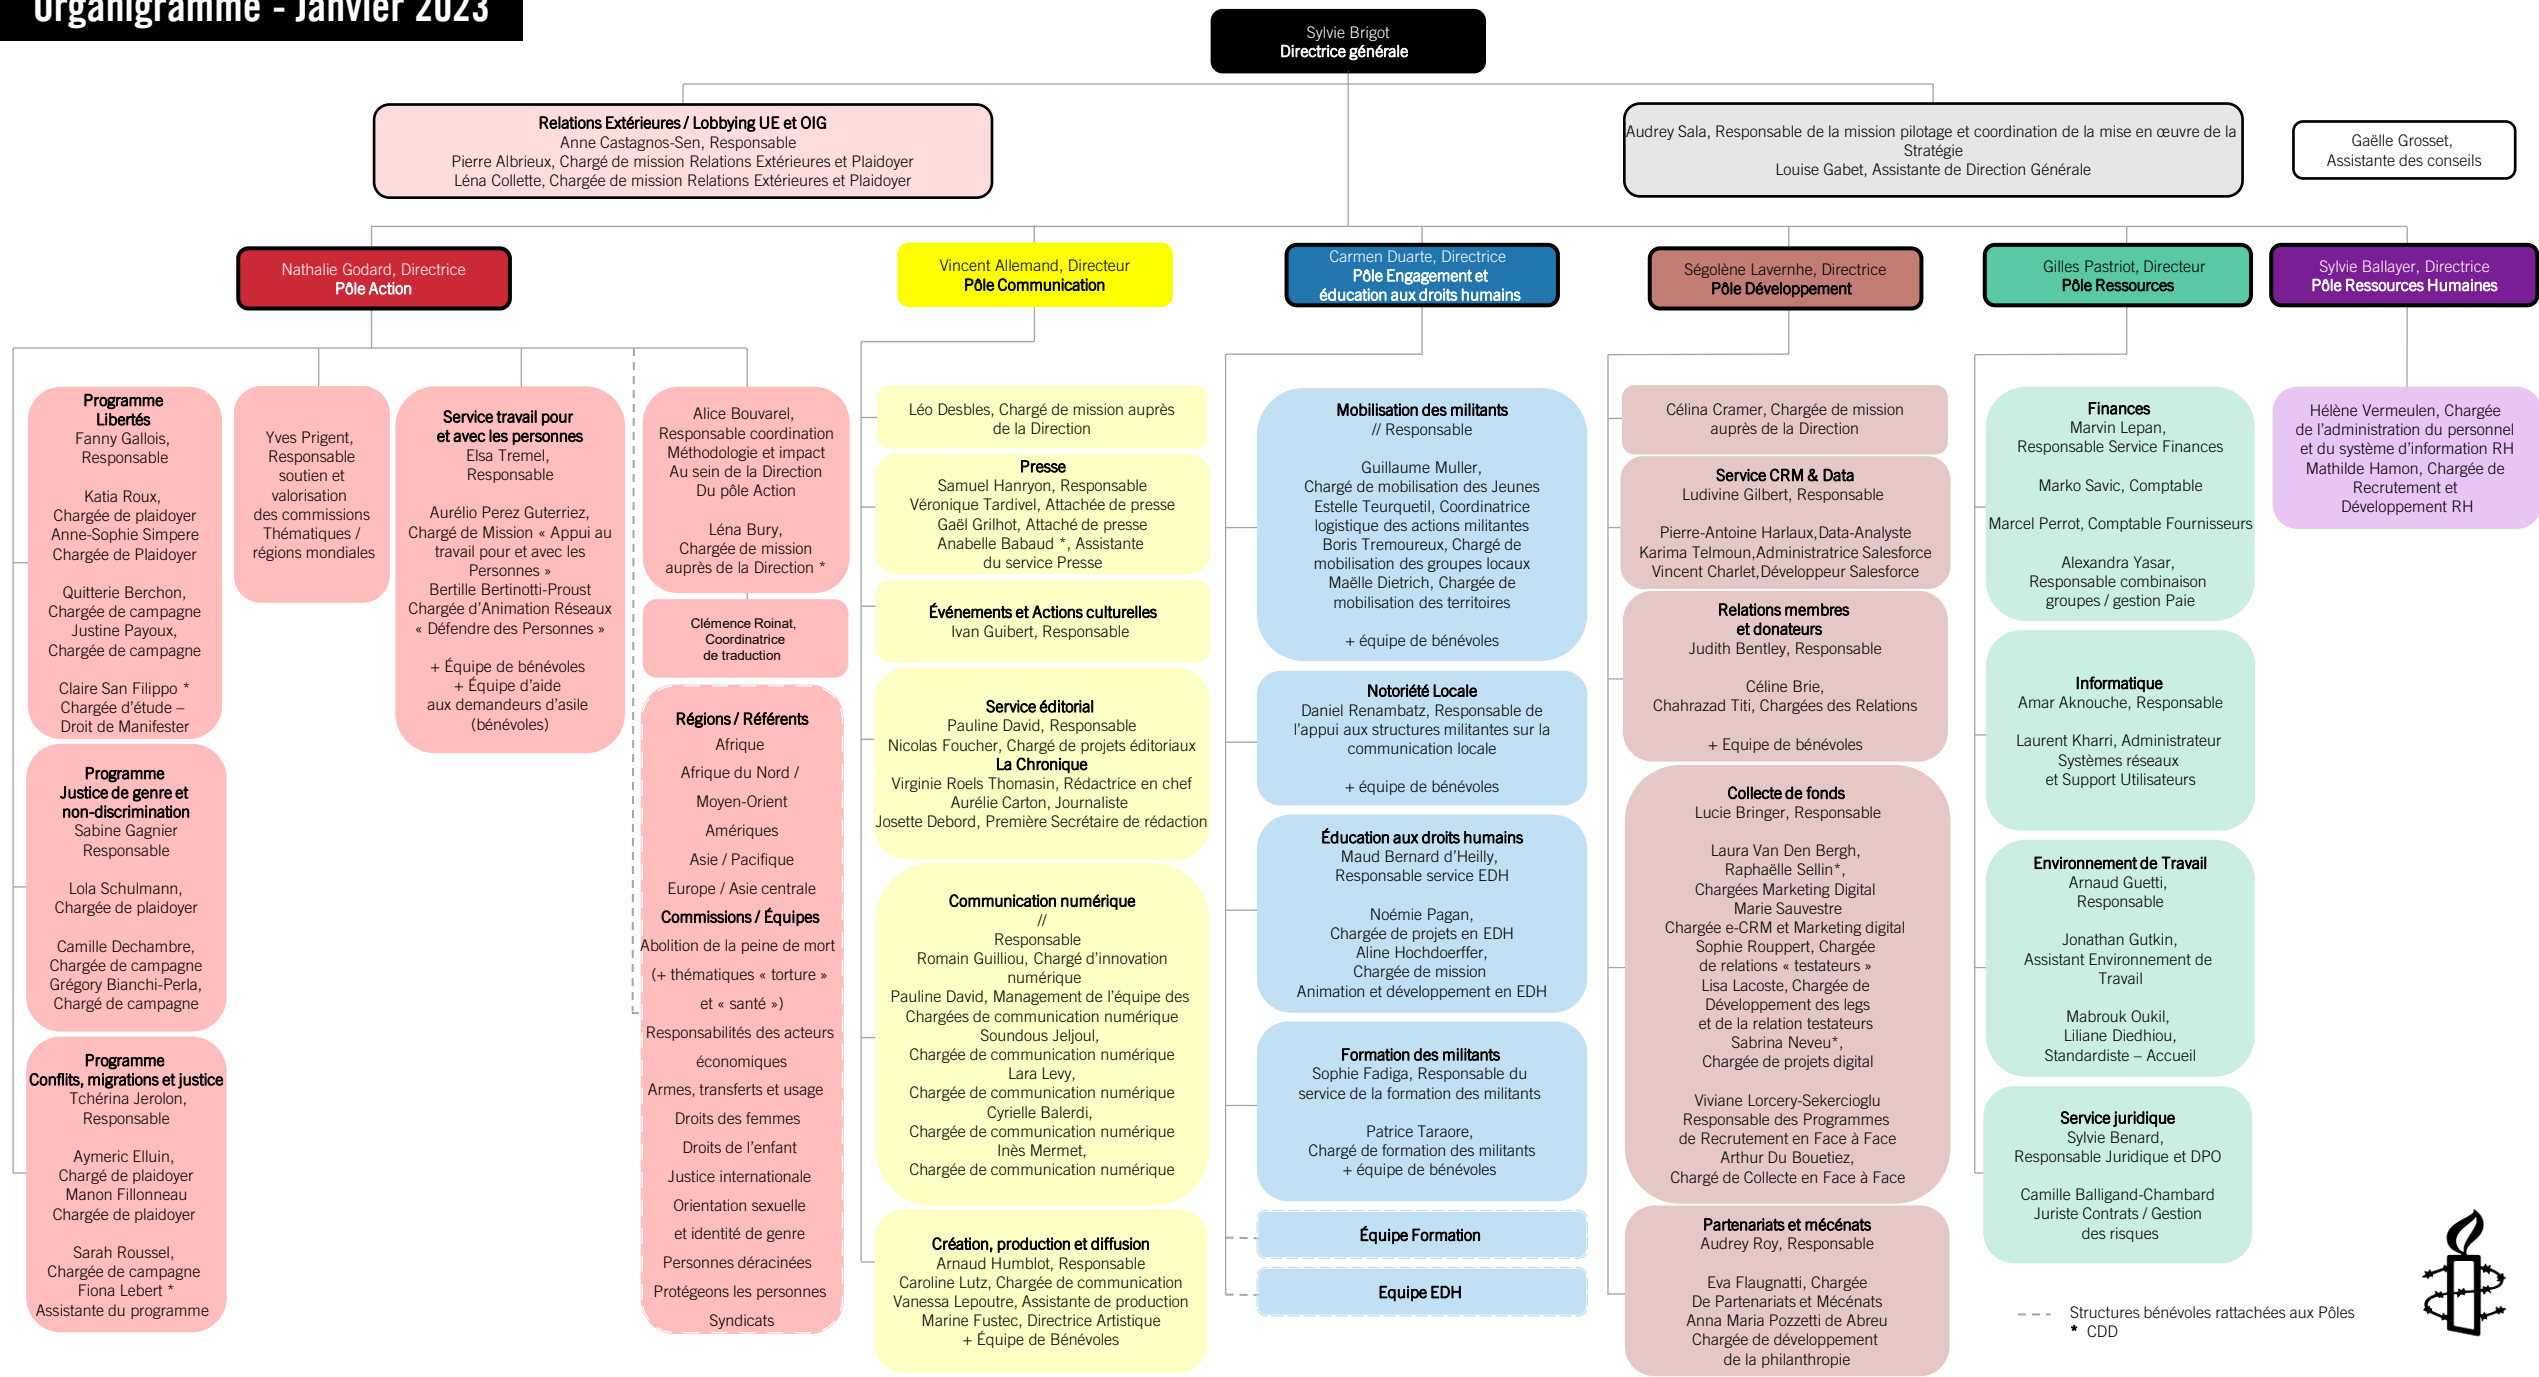 Organigramme - Janvier 2023
Sylvie Brigot
Directrice générale
Relations Extérieures / Lobbying UE et OIG
Anne Castagnos-Sen, Responsable
Pierre Albrieux, Chargé de mission Relations Extérieures et Plaidoyer
Léna Collette, Chargée de mission Relations Extérieures et Plaidoyer
Audrey Sala, Responsable de la mission pilotage et coordination de la mise en œuvre de la
Stratégie
Louise Gabet, Assistante de Direction Générale
Gaëlle Grosset,
Assistante des conseils
Nathalie Godard, Directrice
Pôle Action
Vincent Allemand, Directeur
Pôle Communication
Carmen Duarte, Directrice
Pôle Engagement et
éducation aux droits humains
Ségolène Lavernhe, Directrice
Pôle Développement
Gilles Pastriot, Directeur
Pôle Ressources
Sylvie Ballayer, Directrice
Pôle Ressources Humaines
Programme
Libertés
Fanny Gallois,
Responsable
Katia Roux,
Chargée de plaidoyer
Anne-Sophie Simpere
Chargée de Plaidoyer
Quitterie Berchon,
Chargée de campagne
Justine Payoux,
Chargée de campagne
Claire San Filippo *
Chargée d'étude –
Droit de Manifester
Programme
Justice de genre et
non-discrimination
Sabine Gagnier
Responsable
Lola Schulmann,
Chargée de plaidoyer
Camille Dechambre,
Chargée de campagne
Grégory Bianchi-Perla,
Chargé de campagne
Programme
Conflits, migrations et justice
Tchérina Jerolon,
Responsable
Aymeric Elluin,
Chargé de plaidoyer
Manon Fillonneau
Chargée de plaidoyer
Sarah Roussel,
Chargée de campagne
Fiona Lebert *
Assistante du programme
Yves Prigent,
Responsable
soutien et
valorisation
des commissions
Thématiques /
régions mondiales
Service travail pour
et avec les personnes
Elsa Tremel,
Responsable
Aurélio Perez Guterriez,
Chargé de Mission « Appui au
travail pour et avec les
Personnes »
Bertille Bertinotti-Proust
Chargée d'Animation Réseaux
« Défendre des Personnes »
+ Équipe de bénévoles
+ Équipe d'aide
aux demandeurs d'asile
(bénévoles)
Alice Bouvarel,
Responsable coordination
Méthodologie et impact
Au sein de la Direction
Du pôle Action
Léna Bury,
Chargée de mission
auprès de la Direction *
Clémence Roinat,
Coordinatrice
de traduction
Régions / Référents
Afrique
Afrique du Nord /
Moyen-Orient
Amériques
Asie / Pacifique
Europe / Asie centrale
Commissions / Équipes
Abolition de la peine de mort
(+ thématiques « torture »
et « santé »)
Responsabilités des acteurs
économiques
Armes, transferts et usage
Droits des femmes
Droits de l'enfant
Justice internationale
Orientation sexuelle
et identité de genre
Personnes déracinées
Protégeons les personnes
Syndicats
Léo Desbles, Chargé de mission auprès
de la Direction
Presse
Samuel Hanryon, Responsable
Véronique Tardivel, Attachée de presse
Gaël Grilhot, Attaché de presse
Anabelle Babaud *, Assistante
du service Presse
Événements et Actions culturelles
Ivan Guibert, Responsable
Service éditorial
Pauline David, Responsable
Nicolas Foucher, Chargé de projets éditoriaux
La Chronique
Virginie Roels Thomasin, Rédactrice en chef
Aurélie Carton, Journaliste
Josette Debord, Première Secrétaire de rédaction
Communication numérique
//
Responsable
Romain Guilliou, Chargé d'innovation
numérique
Pauline David, Management de l'équipe des
Chargées de communication numérique
Soundous Jeljoul,
Chargée de communication numérique
Lara Levy,
Chargée de communication numérique
Cyrielle Balerdi,
Chargée de communication numérique
Inès Mermet,
Chargée de communication numérique
Création, production et diffusion
Arnaud Humblot, Responsable
Caroline Lutz, Chargée de communication
Vanessa Lepoutre, Assistante de production
Marine Fustec, Directrice Artistique
+ Équipe de Bénévoles
Mobilisation des militants
// Responsable
Guillaume Muller,
Chargé de mobilisation des Jeunes
Estelle Teurquetil, Coordinatrice
logistique des actions militantes
Boris Tremoureux, Chargé de
mobilisation des groupes locaux
Maëlle Dietrich, Chargée de
mobilisation des territoires
+ équipe de bénévoles
Notoriété Locale
Daniel Renambatz, Responsable de
l'appui aux structures militantes sur la
communication locale
+ équipe de bénévoles
Éducation aux droits humains
Maud Bernard d'Heilly,
Responsable service EDH
Noémie Pagan,
Chargée de projets en EDH
Aline Hochdoerffer,
Chargée de mission
Animation et développement en EDH
Formation des militants
Sophie Fadiga, Responsable du
service de la formation des militants
Patrice Taraore,
Chargé de formation des militants
+ équipe de bénévoles
Équipe Formation
Equipe EDH
Célina Cramer, Chargée de mission
auprès de la Direction
Service CRM & Data
Ludivine Gilbert, Responsable
Pierre-Antoine Harlaux,Data-Analyste
Karima Telmoun,Administratrice Salesforce
Vincent Charlet,Développeur Salesforce
Relations membres
et donateurs
Judith Bentley, Responsable
Céline Brie,
Chahrazad Titi, Chargées des Relations
+ Equipe de bénévoles
Collecte de fonds
Lucie Bringer, Responsable
Laura Van Den Bergh,
Raphaëlle Sellin*,
Chargées Marketing Digital
Marie Sauvestre
Chargée e-CRM et Marketing digital
Sophie Rouppert, Chargée
de relations « testateurs »
Lisa Lacoste, Chargée de
Développement des legs
et de la relation testateurs
Sabrina Neveu*,
Chargée de projets digital
Viviane Lorcery-Sekercioglu
Responsable des Programmes
de Recrutement en Face à Face
Arthur Du Bouetiez,
Chargé de Collecte en Face à Face
Partenariats et mécénats
Audrey Roy, Responsable
Eva Flaugnatti, Chargée
De Partenariats et Mécénats
Anna Maria Pozzetti de Abreu
Chargée de développement
de la philanthropie
Finances
Marvin Lepan,
Responsable Service Finances
Marko Savic, Comptable
Marcel Perrot, Comptable Fournisseurs
Alexandra Yasar,
Responsable combinaison
groupes / gestion Paie
Informatique
Amar Aknouche, Responsable
Laurent Kharri, Administrateur
Systèmes réseaux
et Support Utilisateurs
Environnement de Travail
Arnaud Guetti,
Responsable
Jonathan Gutkin,
Assistant Environnement de
Travail
Mabrouk Oukil,
Liliane Diedhiou,
Standardiste – Accueil
Service juridique
Sylvie Benard,
Responsable Juridique et DPO
Camille Balligand-Chambard
Juriste Contrats / Gestion
des risques
Hélène Vermeulen, Chargée
de l'administration du personnel
et du système d'information RH
Mathilde Hamon, Chargée de
Recrutement et
Développement RH
Structures bénévoles rattachées aux Pôles
* CDD